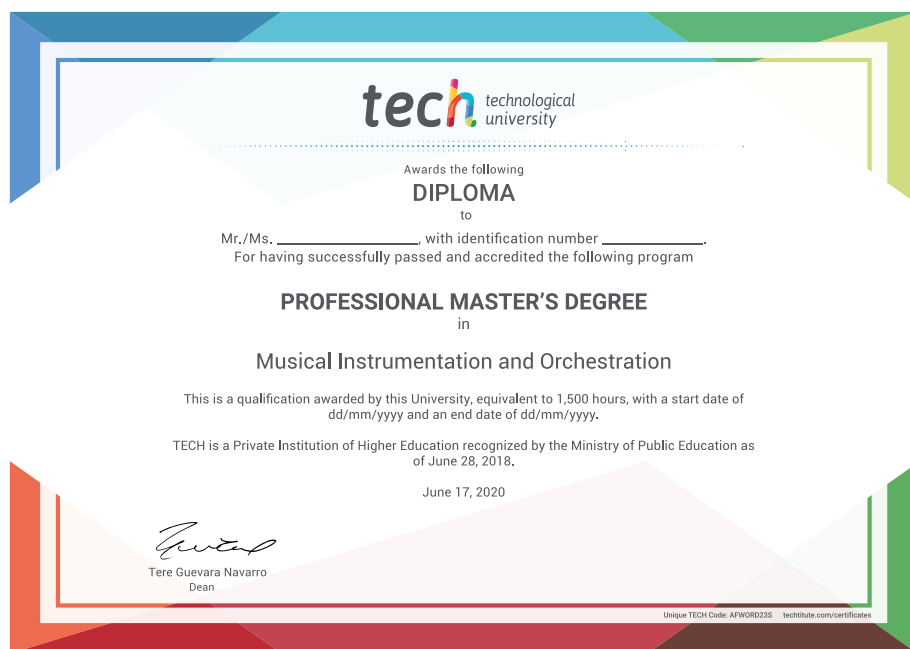 tech technological
university
Awards the following
DIPLOMA
to
Mr./Ms. ____________, with identification number ____________.
For having successfully passed and accredited the following program
PROFESSIONAL MASTER'S DEGREE
in
Musical Instrumentation and Orchestration
This is a qualification awarded by this University, equivalent to 1,500 hours, with a start date of
dd/mm/yyyy and an end date of dd/mm/yyyy.
TECH is a Private Institution of Higher Education recognized by the Ministry of Public Education as
of June 28, 2018.
June 17, 2020
Tere Guevara Navarro
Dean
Unique TECH Code: AFWORD23S techtitute.com/certificates